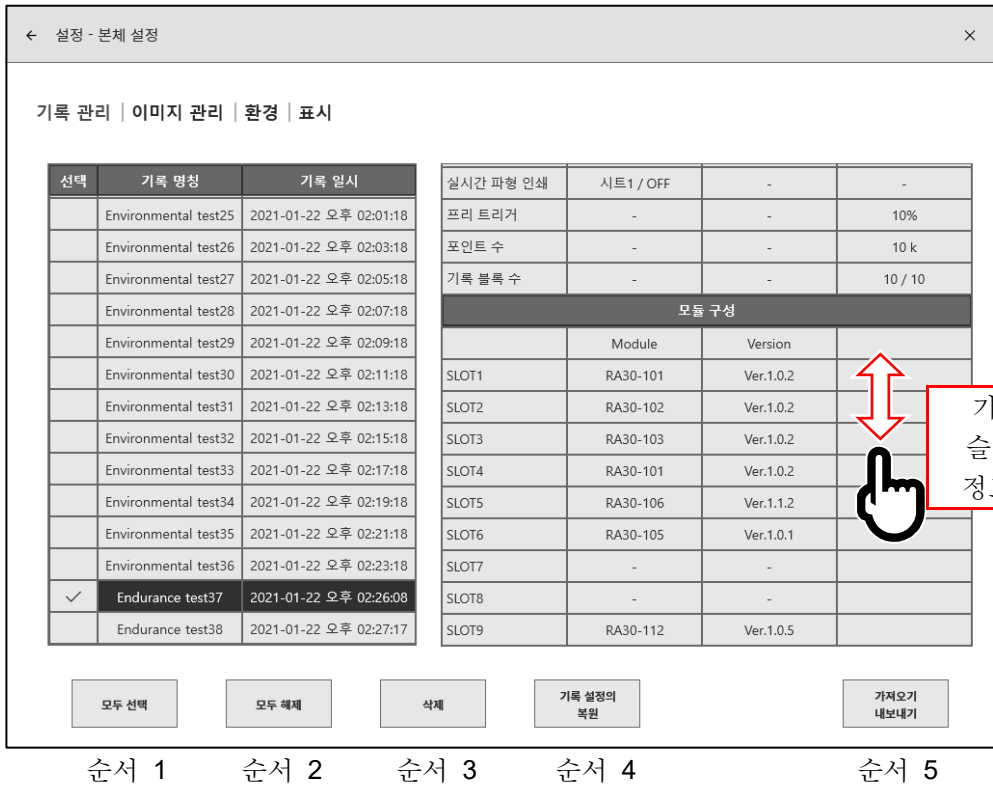 ← 설정 - 본체 설정 ×
기록 관리 | 이미지 관리 | 환경 | 표시
선택 기록 명칭 기록 일시
Environmental test25 2021-01-22 오후 02:01:18
Environmental test26 2021-01-22 오후 02:03:18
Environmental test27 2021-01-22 오후 02:05:18
Environmental test28 2021-01-22 오후 02:07:18
Environmental test29 2021-01-22 오후 02:09:18
Environmental test30 2021-01-22 오후 02:11:18
Environmental test31 2021-01-22 오후 02:13:18
Environmental test32 2021-01-22 오후 02:15:18
Environmental test33 2021-01-22 오후 02:17:18
Environmental test34 2021-01-22 오후 02:19:18
Environmental test35 2021-01-22 오후 02:21:18
Environmental test36 2021-01-22 오후 02:23:18
✓ Endurance test37 2021-01-22 오후 02:26:08
Endurance test38 2021-01-22 오후 02:27:17
실시간 파형 인쇄 시트1 / OFF - -
프리 트리거 - - 10%
포인트 수 - - 10 k
기록 블록 수 - - 10 / 10
모듈 구성
Module Version
SLOT1 RA30-101 Ver.1.0.2
SLOT2 RA30-102 Ver.1.0.2
SLOT3 RA30-103 Ver.1.0.2
SLOT4 RA30-101 Ver.1.0.2
SLOT5 RA30-106 Ver.1.1.2
SLOT6 RA30-105 Ver.1.0.1
SLOT7 - -
SLOT8 - -
SLOT9 RA30-112 Ver.1.0.5
모두 선택
모두 해제
삭제
기록 설정의
복원
가져오기
내보내기
순서 1 순서 2 순서 3 순서 4 순서 5